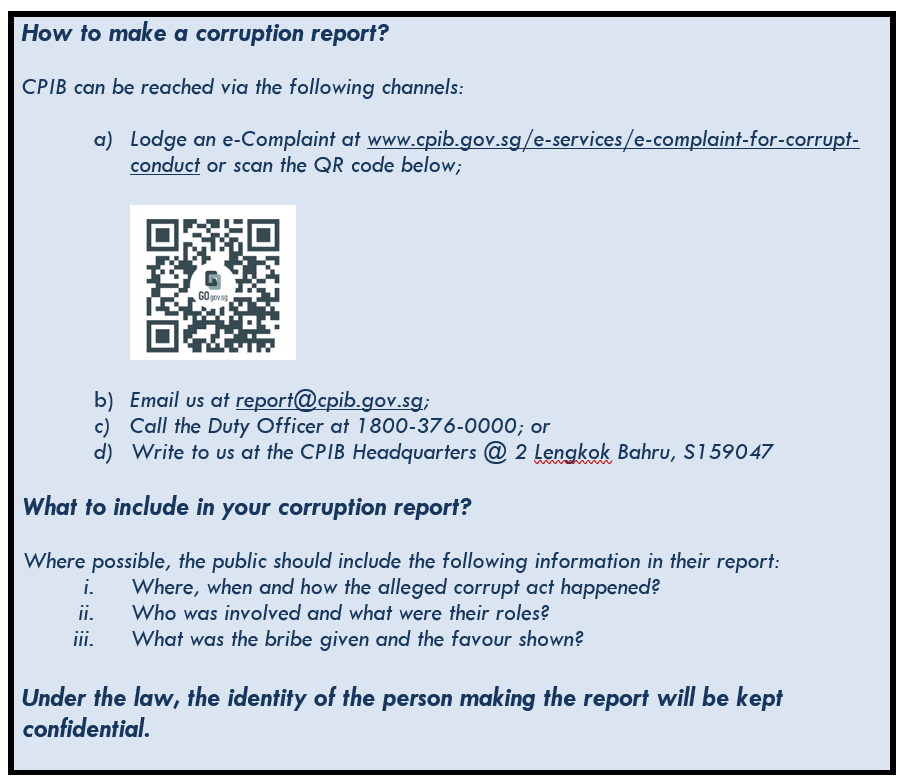 How to make a corruption report?
CPIB can be reached via the following channels:
a) Lodge an e-Complaint at www.cpib.gov.sg/e-services/e-complaint-for-corrupt-
conduct or scan the QR code below;
GO.gov.sg
b) Email us at report@cpib.gov.sg;
c) Call the Duty Officer at 1800-376-0000; or
d) Write to us at the CPIB Headquarters @ 2 Lengkok Bahru, S159047
What to include in your corruption report?
Where possible, the public should include the following information in their report:
i. Where, when and how the alleged corrupt act happened?
ii. Who was involved and what were their roles?
iii. What was the bribe given and the favour shown?
Under the law, the identity of the person making the report will be kept
confidential.